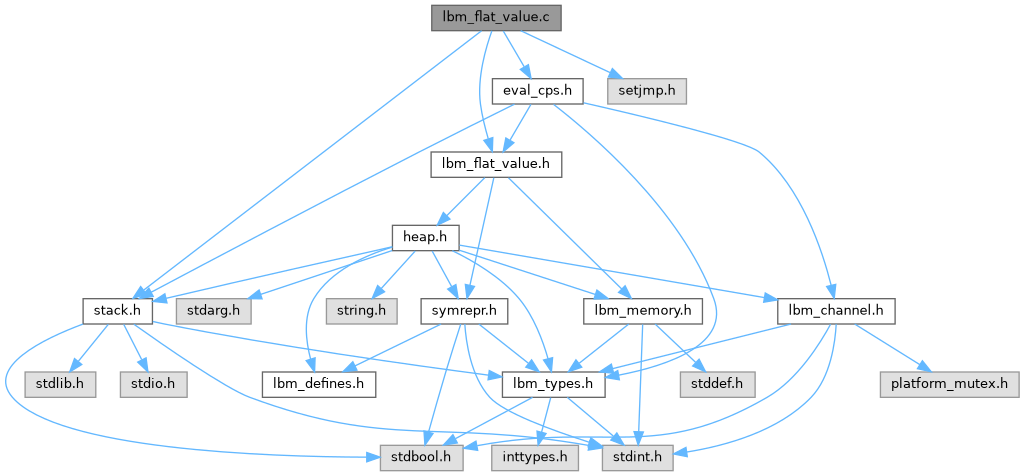 lbm_flat_value.c
eval_cps.h
setjmp.h
lbm_flat_value.h
heap.h
stack.h
stdarg.h
string.h
symrepr.h
lbm_memory.h
lbm_channel.h
stdlib.h
stdio.h
lbm_defines.h
lbm_types.h
stddef.h
platform_mutex.h
stdbool.h
inttypes.h
stdint.h